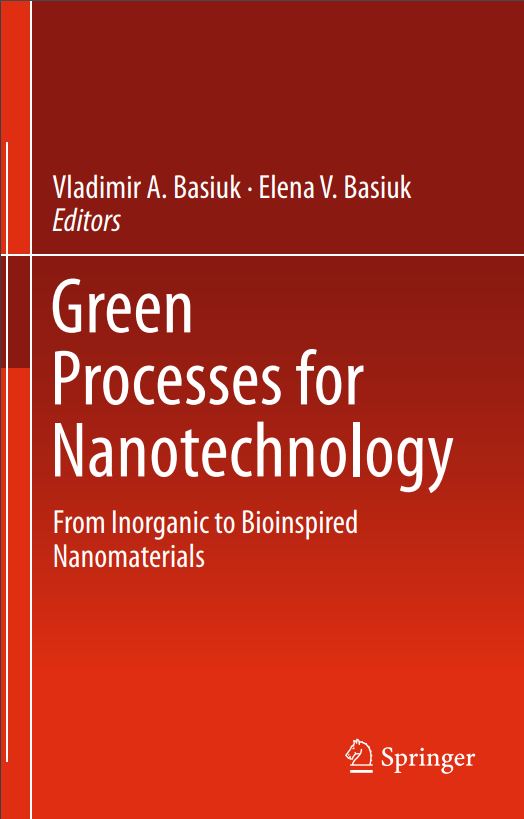 Vladimir A. Basiuk · Elena V. Basiuk
Editors
Green
Processes for
Nanotechnology
From Inorganic to Bioinspired
Nanomaterials
Springer